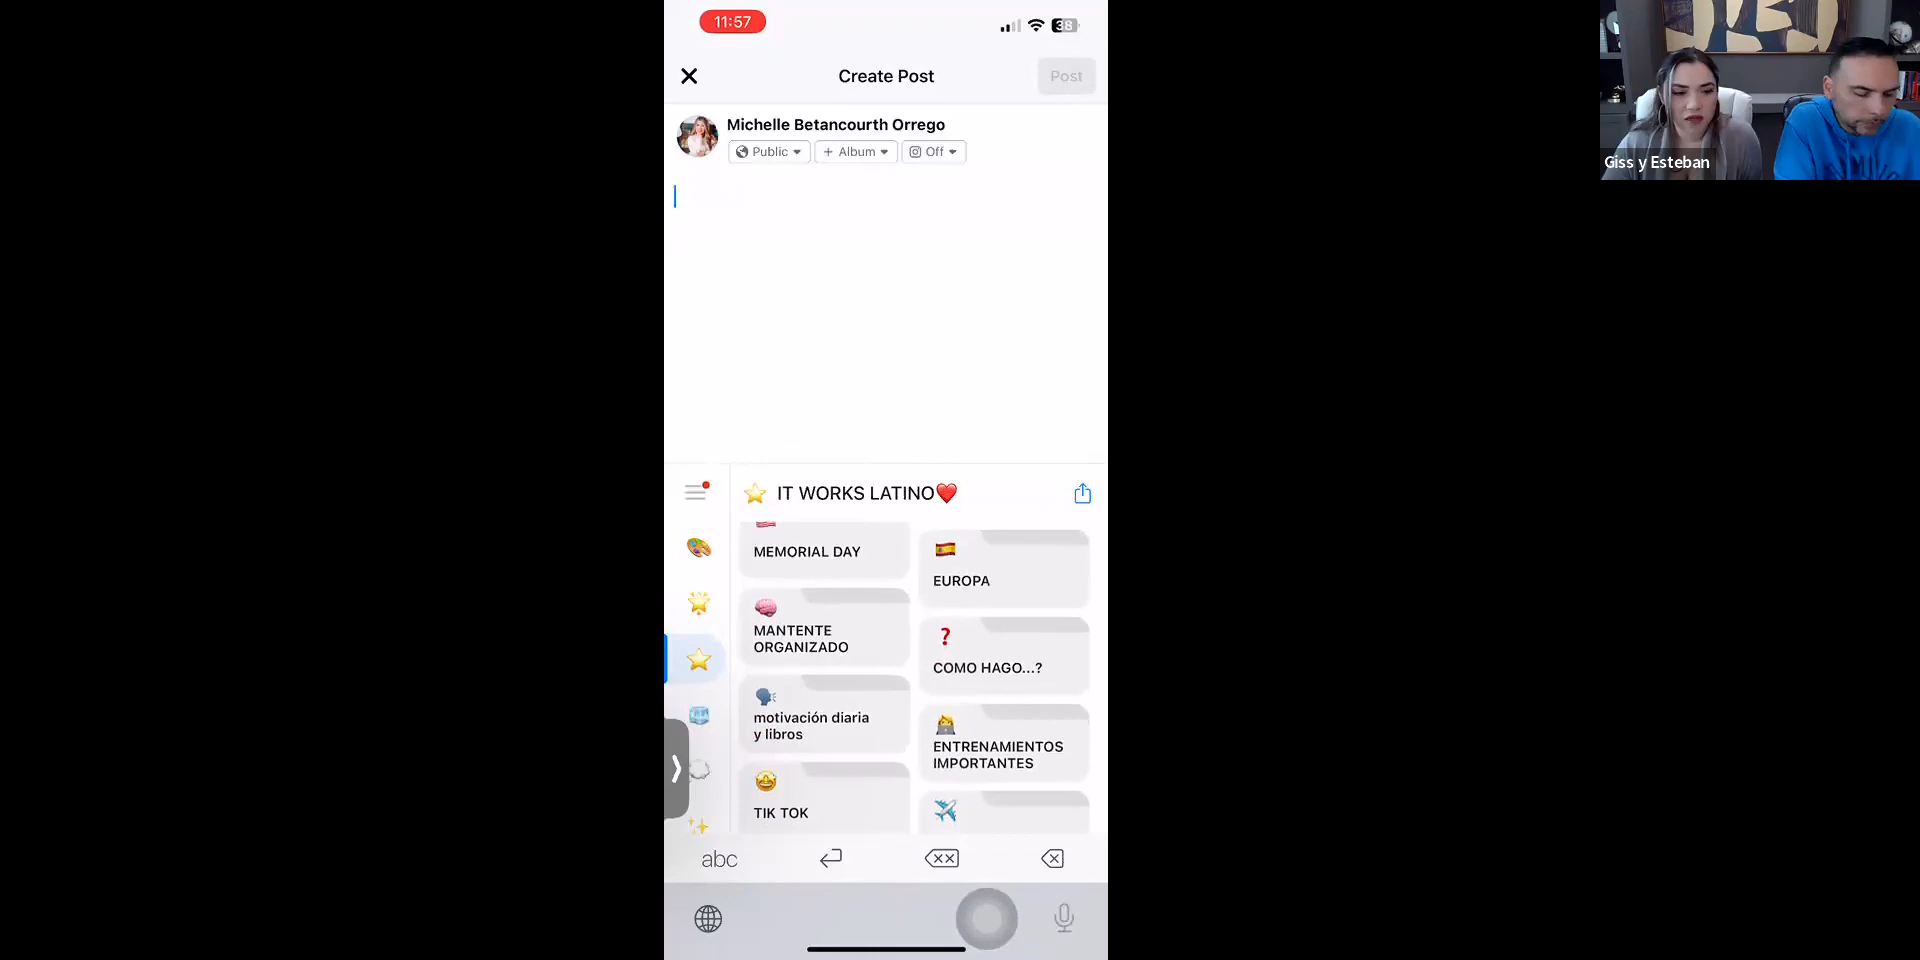 11:57
38
Create Post
Post
Michelle Betancourth Orrego
Public
+ Album
Off
IT WORKS LATINO
MEMORIAL DAY
EUROPA
MANTENTE
ORGANIZADO
COMO HAGO...?
motivación diaria
y libros
ENTRENAMIENTOS
IMPORTANTES
TIK TOK
abc
Giss y Esteban